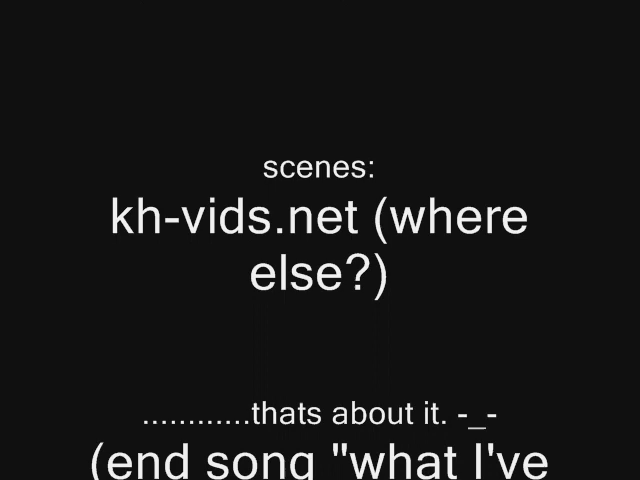 scenes:
kh-vids.net (where
else?)
............thats about it. -_-
(end song "what I've